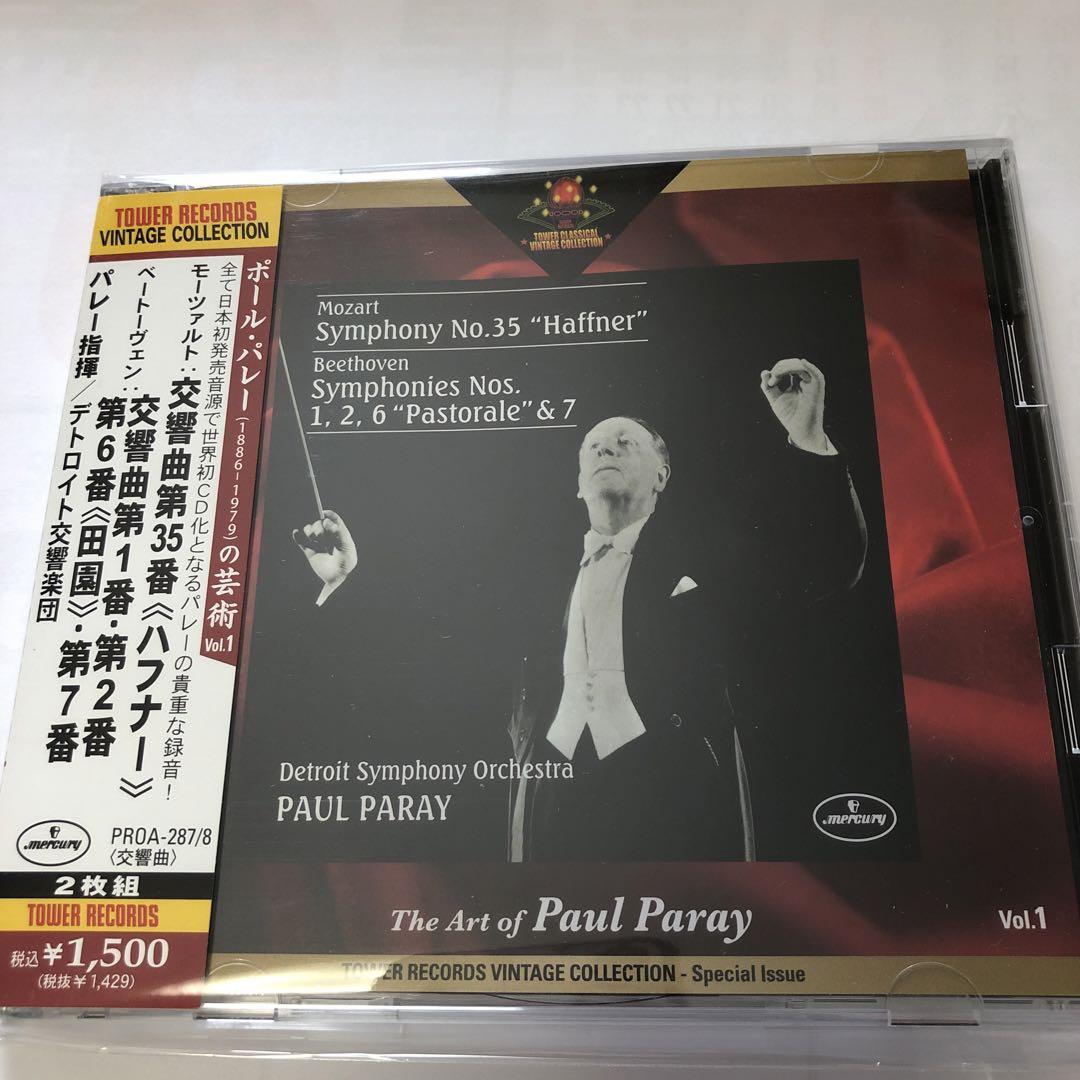 TOWER RECORDS
VINTAGE COLLECTION
ポール・パレー(1886-1979)の芸術 Vol.1
全て日本初発売音源で世界初CD化となるパレーの貴重な録音!
モーツァルト:交響曲第35番《ハフナー》
ベートーヴェン:交響曲第1番・第2番
第6番《田園》・第7番
パレー指揮/デトロイト交響楽団
mercury
PROA-287/8
〈交響曲〉
2枚組
TOWER RECORDS
税込¥1,500
(税抜¥1,429)
TOWER CLASSICAL
VINTAGE COLLECTION
Mozart
Symphony No.35 “Haffner”
Beethoven
Symphonies Nos.
1, 2, 6 “Pastorale” & 7
Detroit Symphony Orchestra
PAUL PARAY
mercury
The Art of Paul Paray
Vol.1
TOWER RECORDS VINTAGE COLLECTION - Special Issue